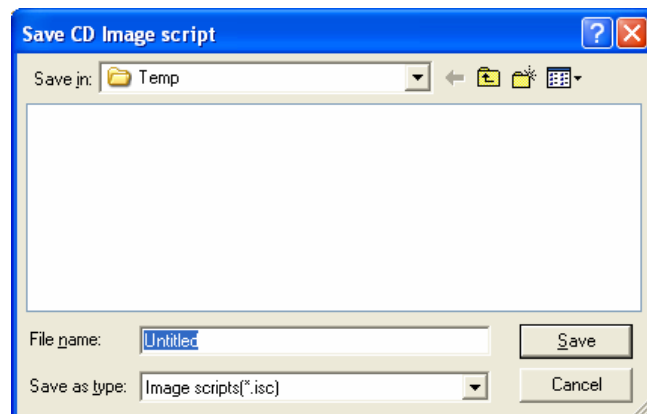 Save CD Image script
Save in: Temp
File name: Untitled
Save
Save as type: Image scripts(*.isc)
Cancel